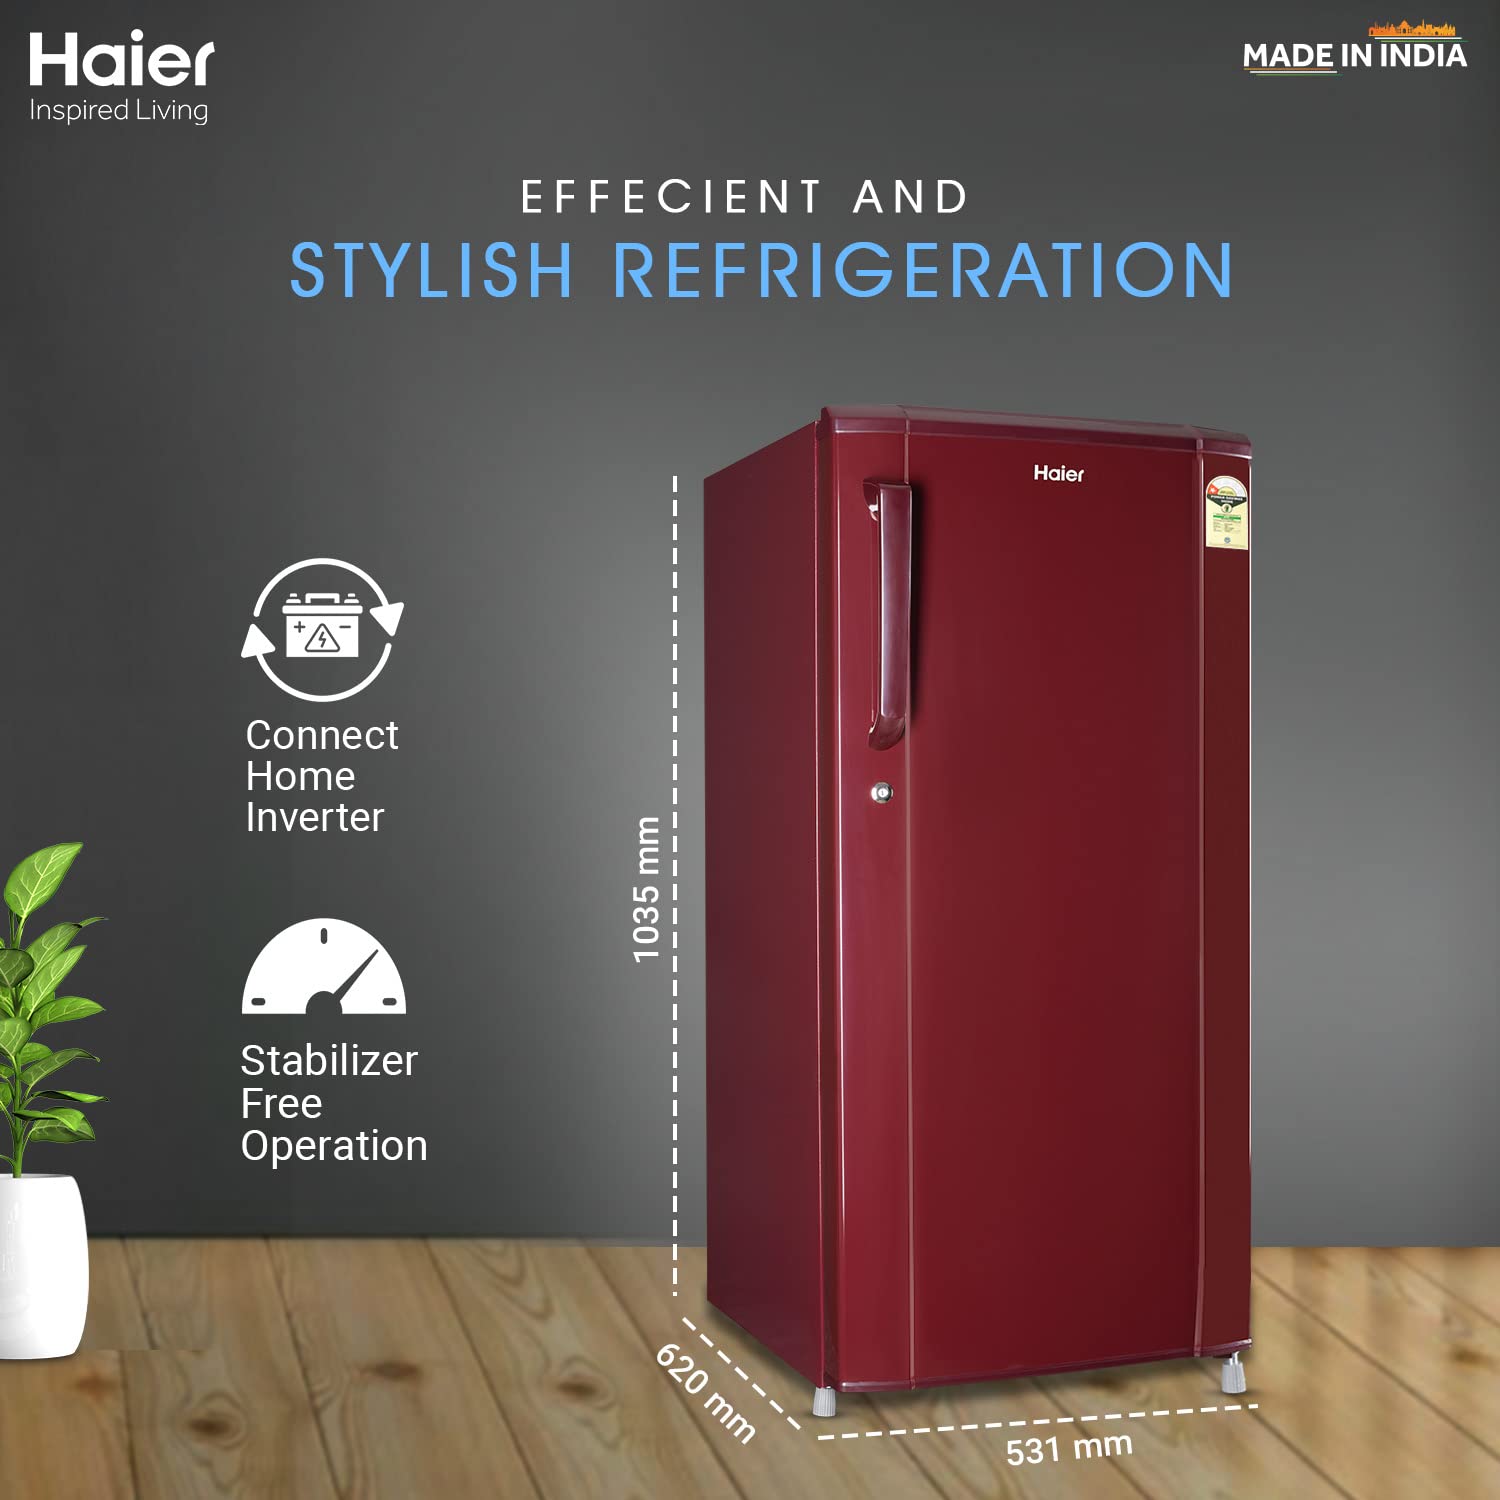 Haier
Inspired Living
MADE IN INDIA
EFFECIENT AND
STYLISH REFRIGERATION
Haier
Connect
Home
Inverter
Stabilizer
Free
Operation
1035 mm
620 mm
531 mm